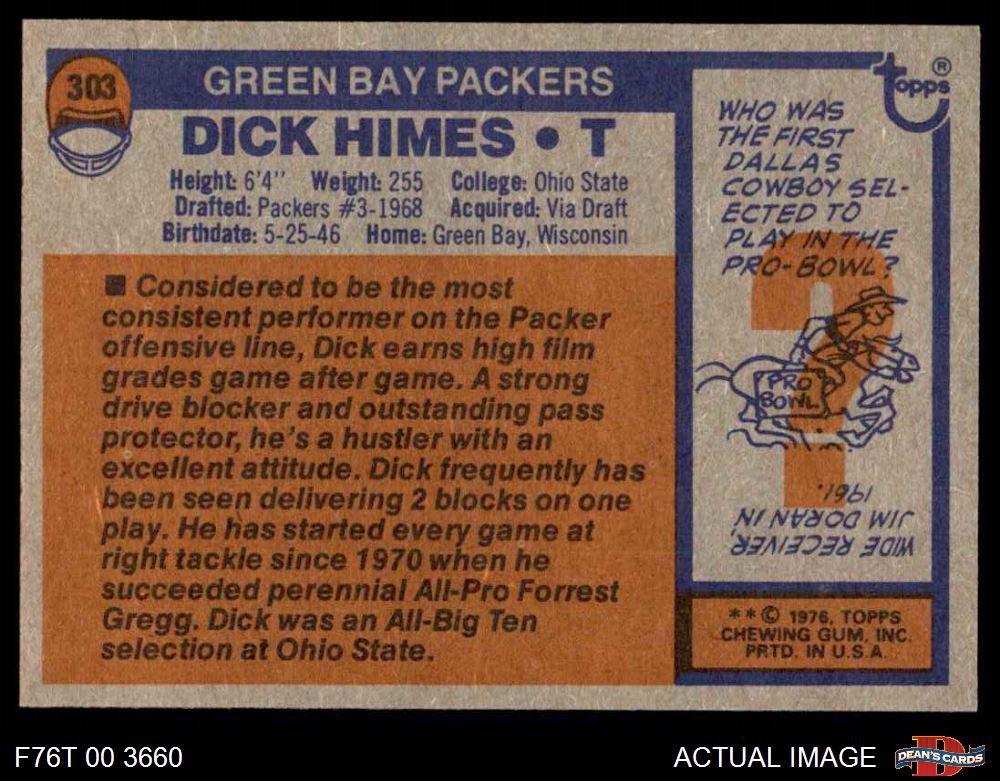 303
GREEN BAY PACKERS
DICK HIMES • T
Height: 6'4" Weight: 255 College: Ohio State
Drafted: Packers #3-1968 Acquired: Via Draft
Birthdate: 5-25-46 Home: Green Bay, Wisconsin
■ Considered to be the most
consistent performer on the Packer
offensive line, Dick earns high film
grades game after game. A strong
drive blocker and outstanding pass
protector, he's a hustler with an
excellent attitude. Dick frequently has
been seen delivering 2 blocks on one
play. He has started every game at
right tackle since 1970 when he
succeeded perennial All-Pro Forrest
Gregg. Dick was an All-Big Ten
selection at Ohio State.
topps®
WHO WAS
THE FIRST
DALLAS
COWBOY SEL-
ECTED TO
PLAY IN THE
PRO-BOWL?
PRO
BOWL
WIDE RECEIVER,
JIM DORAN IN
1961.
**© 1976, TOPPS
CHEWING GUM, INC.
PRTD. IN U.S.A.
F76T 00 3660
ACTUAL IMAGE
D
DEAN'S CARDS